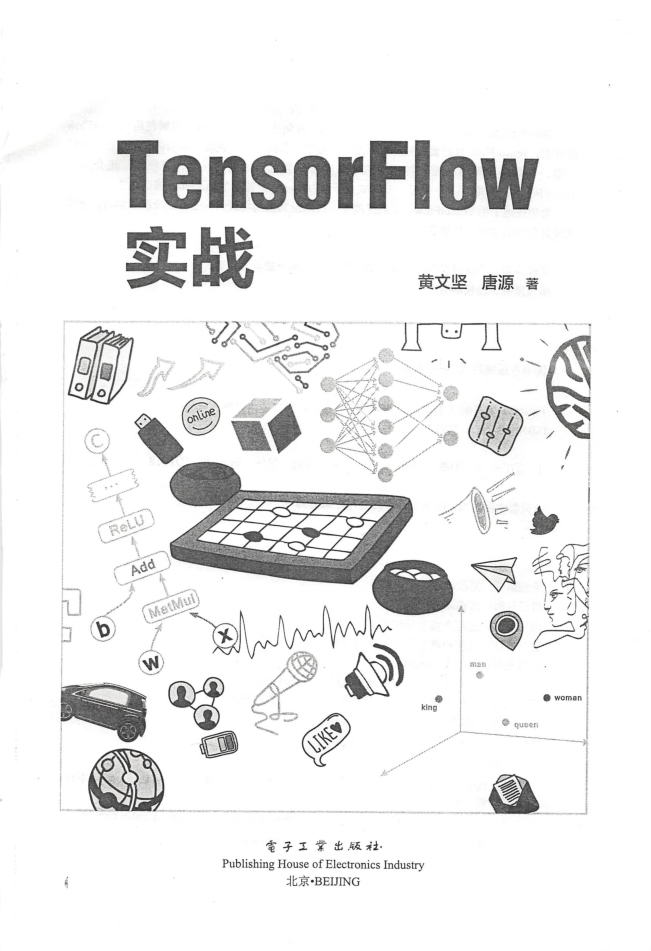 TensorFlow
实战
黄文坚 唐源 著
online
C
...
ReLU
Add
MatMul
b
w
x
man
king
woman
queen
LIKE
電子工業出版社·
Publishing House of Electronics Industry
北京•BEIJING